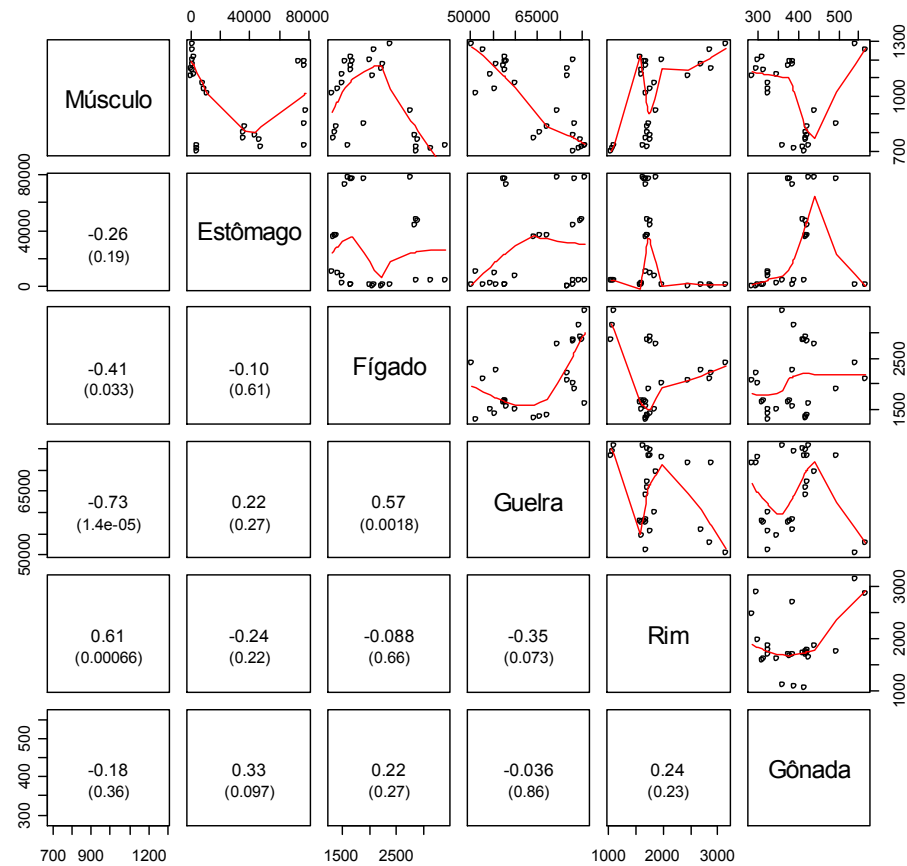 0 40000 80000 50000 65000 300 400 500
Músculo
700 1000 1300
0 40000 80000
-0.26
(0.19)
Estômago
-0.41
(0.033)
-0.10
(0.61)
Fígado
1500 2500
50000 65000
-0.73
(1.4e-05)
0.22
(0.27)
0.57
(0.0018)
Guelra
0.61
(0.00066)
-0.24
(0.22)
-0.088
(0.66)
-0.35
(0.073)
Rim
1000 2000 3000
300 400 500
-0.18
(0.36)
0.33
(0.097)
0.22
(0.27)
-0.036
(0.86)
0.24
(0.23)
Gônada
700 900 1200 1500 2500 1000 2000 3000